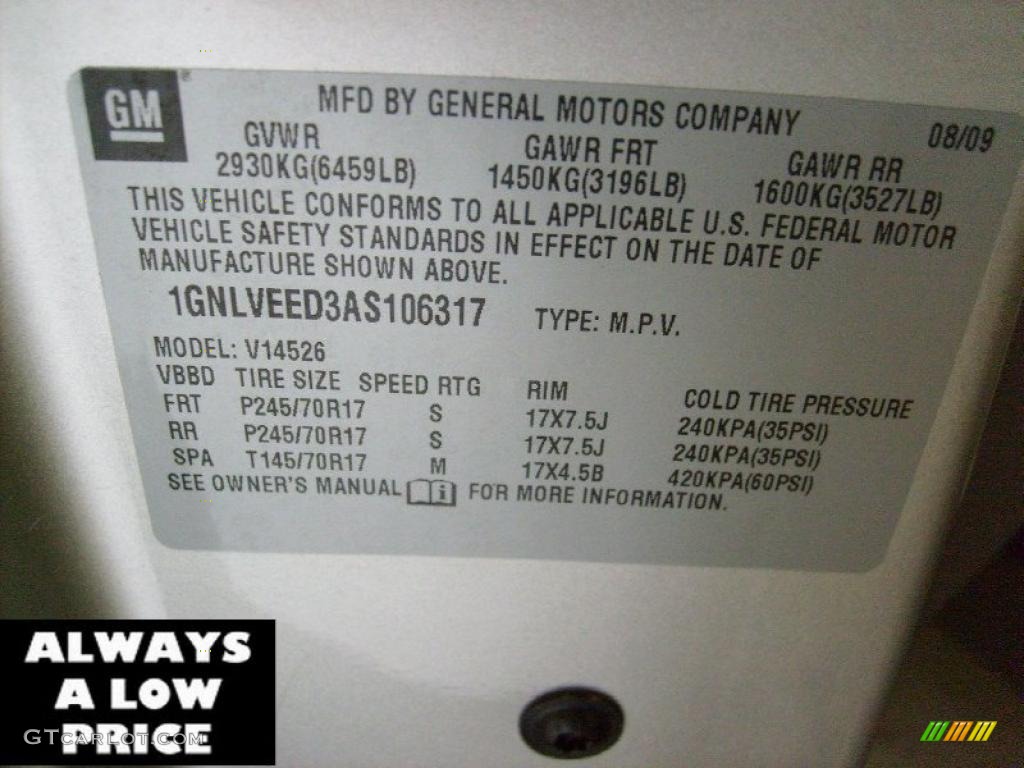 GM
MFD BY GENERAL MOTORS COMPANY
08/09
GVWR GAWR FRT GAWR RR
2930KG(6459LB) 1450KG(3196LB) 1600KG(3527LB)
THIS VEHICLE CONFORMS TO ALL APPLICABLE U.S. FEDERAL MOTOR
VEHICLE SAFETY STANDARDS IN EFFECT ON THE DATE OF
MANUFACTURE SHOWN ABOVE.
1GNLVEED3AS106317 TYPE: M.P.V.
MODEL: V14526
VBBD TIRE SIZE SPEED RTG RIM COLD TIRE PRESSURE
FRT P245/70R17 S 17X7.5J 240KPA(35PSI)
RR P245/70R17 S 17X7.5J 240KPA(35PSI)
SPA T145/70R17 M 17X4.5B 420KPA(60PSI)
SEE OWNER'S MANUAL i FOR MORE INFORMATION.
ALWAYS
A LOW
PRICE
GTcarlot.com